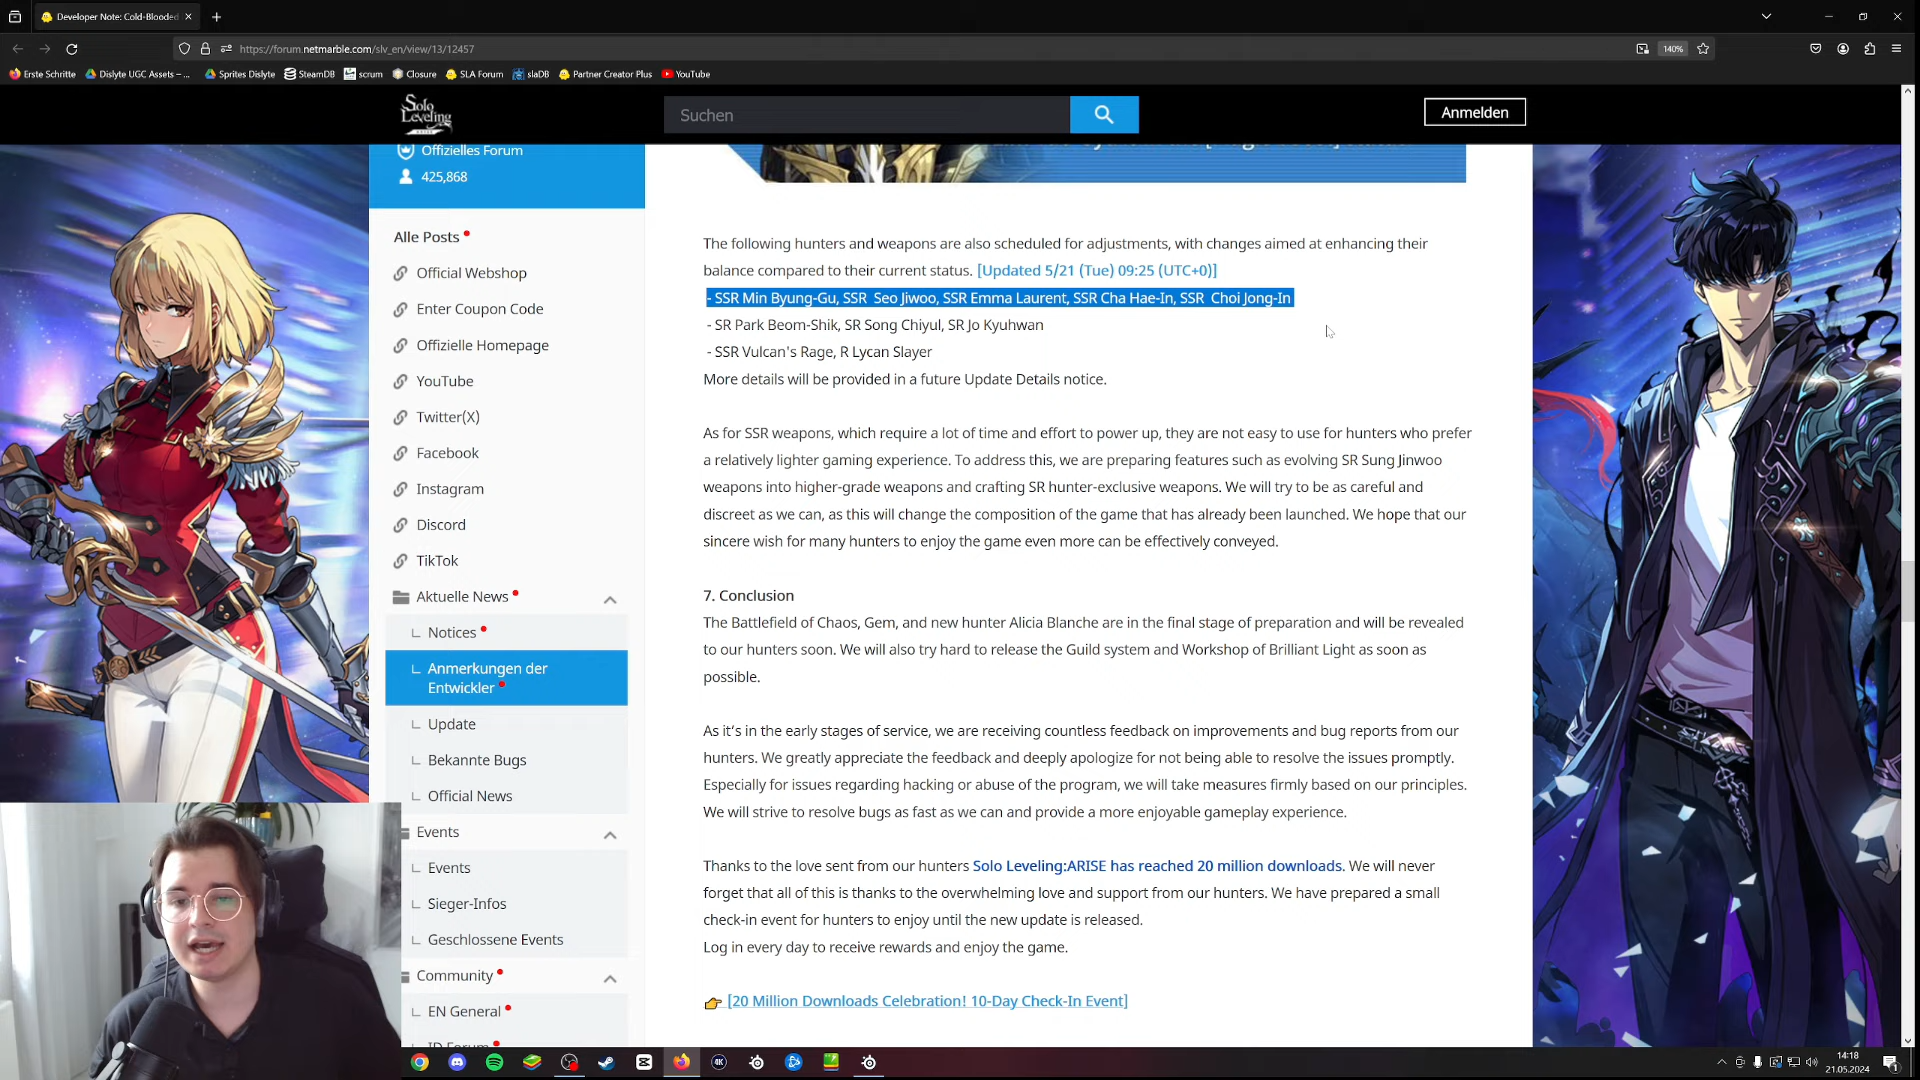 Developer Note: Cold-Blooded
https://forum.netmarble.com/slv_en/view/13/12457
140%
Erste Schritte
Dislyte UGC Assets – ...
Sprites Dislyte
SteamDB
scrum
Closure
SLA Forum
slaDB
Partner Creator Plus
YouTube
Solo Leveling
Suchen
Anmelden
Offizielles Forum
425,868
Alle Posts
Official Webshop
Enter Coupon Code
Offizielle Homepage
YouTube
Twitter(X)
Facebook
Instagram
Discord
TikTok
Aktuelle News
Notices
Anmerkungen der
Entwickler
Update
Bekannte Bugs
Official News
Events
Events
Sieger-Infos
Geschlossene Events
Community
EN General
The following hunters and weapons are also scheduled for adjustments, with changes aimed at enhancing their
balance compared to their current status. [Updated 5/21 (Tue) 09:25 (UTC+0)]
- SSR Min Byung-Gu, SSR Seo Jiwoo, SSR Emma Laurent, SSR Cha Hae-In, SSR Choi Jong-In
- SR Park Beom-Shik, SR Song Chiyul, SR Jo Kyuhwan
- SSR Vulcan's Rage, R Lycan Slayer
More details will be provided in a future Update Details notice.
As for SSR weapons, which require a lot of time and effort to power up, they are not easy to use for hunters who prefer
a relatively lighter gaming experience. To address this, we are preparing features such as evolving SR Sung Jinwoo
weapons into higher-grade weapons and crafting SR hunter-exclusive weapons. We will try to be as careful and
discreet as we can, as this will change the composition of the game that has already been launched. We hope that our
sincere wish for many hunters to enjoy the game even more can be effectively conveyed.
7. Conclusion
The Battlefield of Chaos, Gem, and new hunter Alicia Blanche are in the final stage of preparation and will be revealed
to our hunters soon. We will also try hard to release the Guild system and Workshop of Brilliant Light as soon as
possible.
As it's in the early stages of service, we are receiving countless feedback on improvements and bug reports from our
hunters. We greatly appreciate the feedback and deeply apologize for not being able to resolve the issues promptly.
Especially for issues regarding hacking or abuse of the program, we will take measures firmly based on our principles.
We will strive to resolve bugs as fast as we can and provide a more enjoyable gameplay experience.
Thanks to the love sent from our hunters Solo Leveling:ARISE has reached 20 million downloads. We will never
forget that all of this is thanks to the overwhelming love and support from our hunters. We have prepared a small
check-in event for hunters to enjoy until the new update is released.
Log in every day to receive rewards and enjoy the game.
[20 Million Downloads Celebration! 10-Day Check-In Event]
14:18
21.05.2024